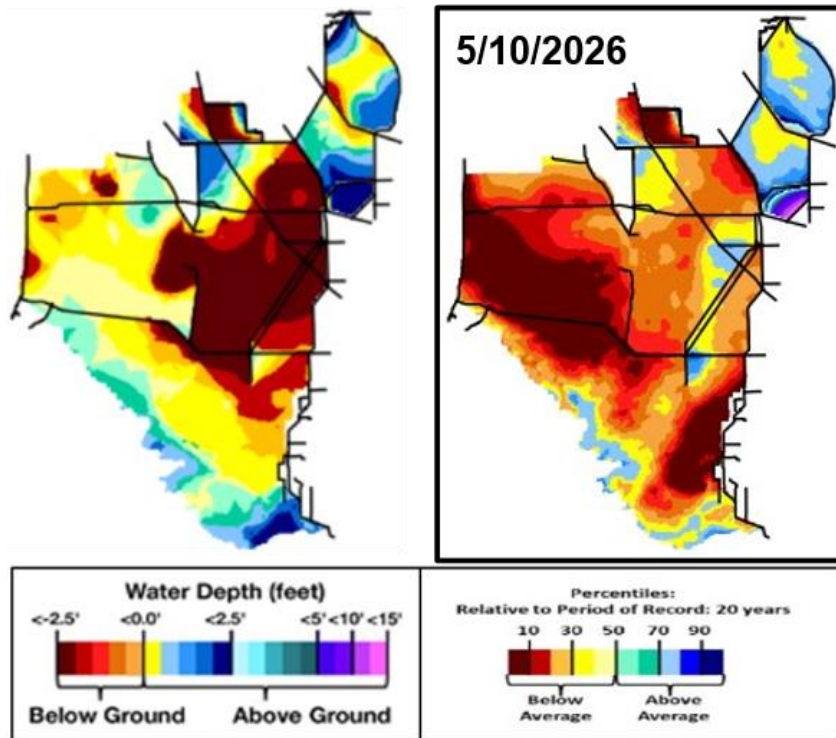 5/10/2026
Water Depth (feet)
<-2.5' <0.0' <2.5' <5' <10' <15'
Below Ground Above Ground
Percentiles:
Relative to Period of Record: 20 years
10 30 50 70 90
Below
Average
Above
Average